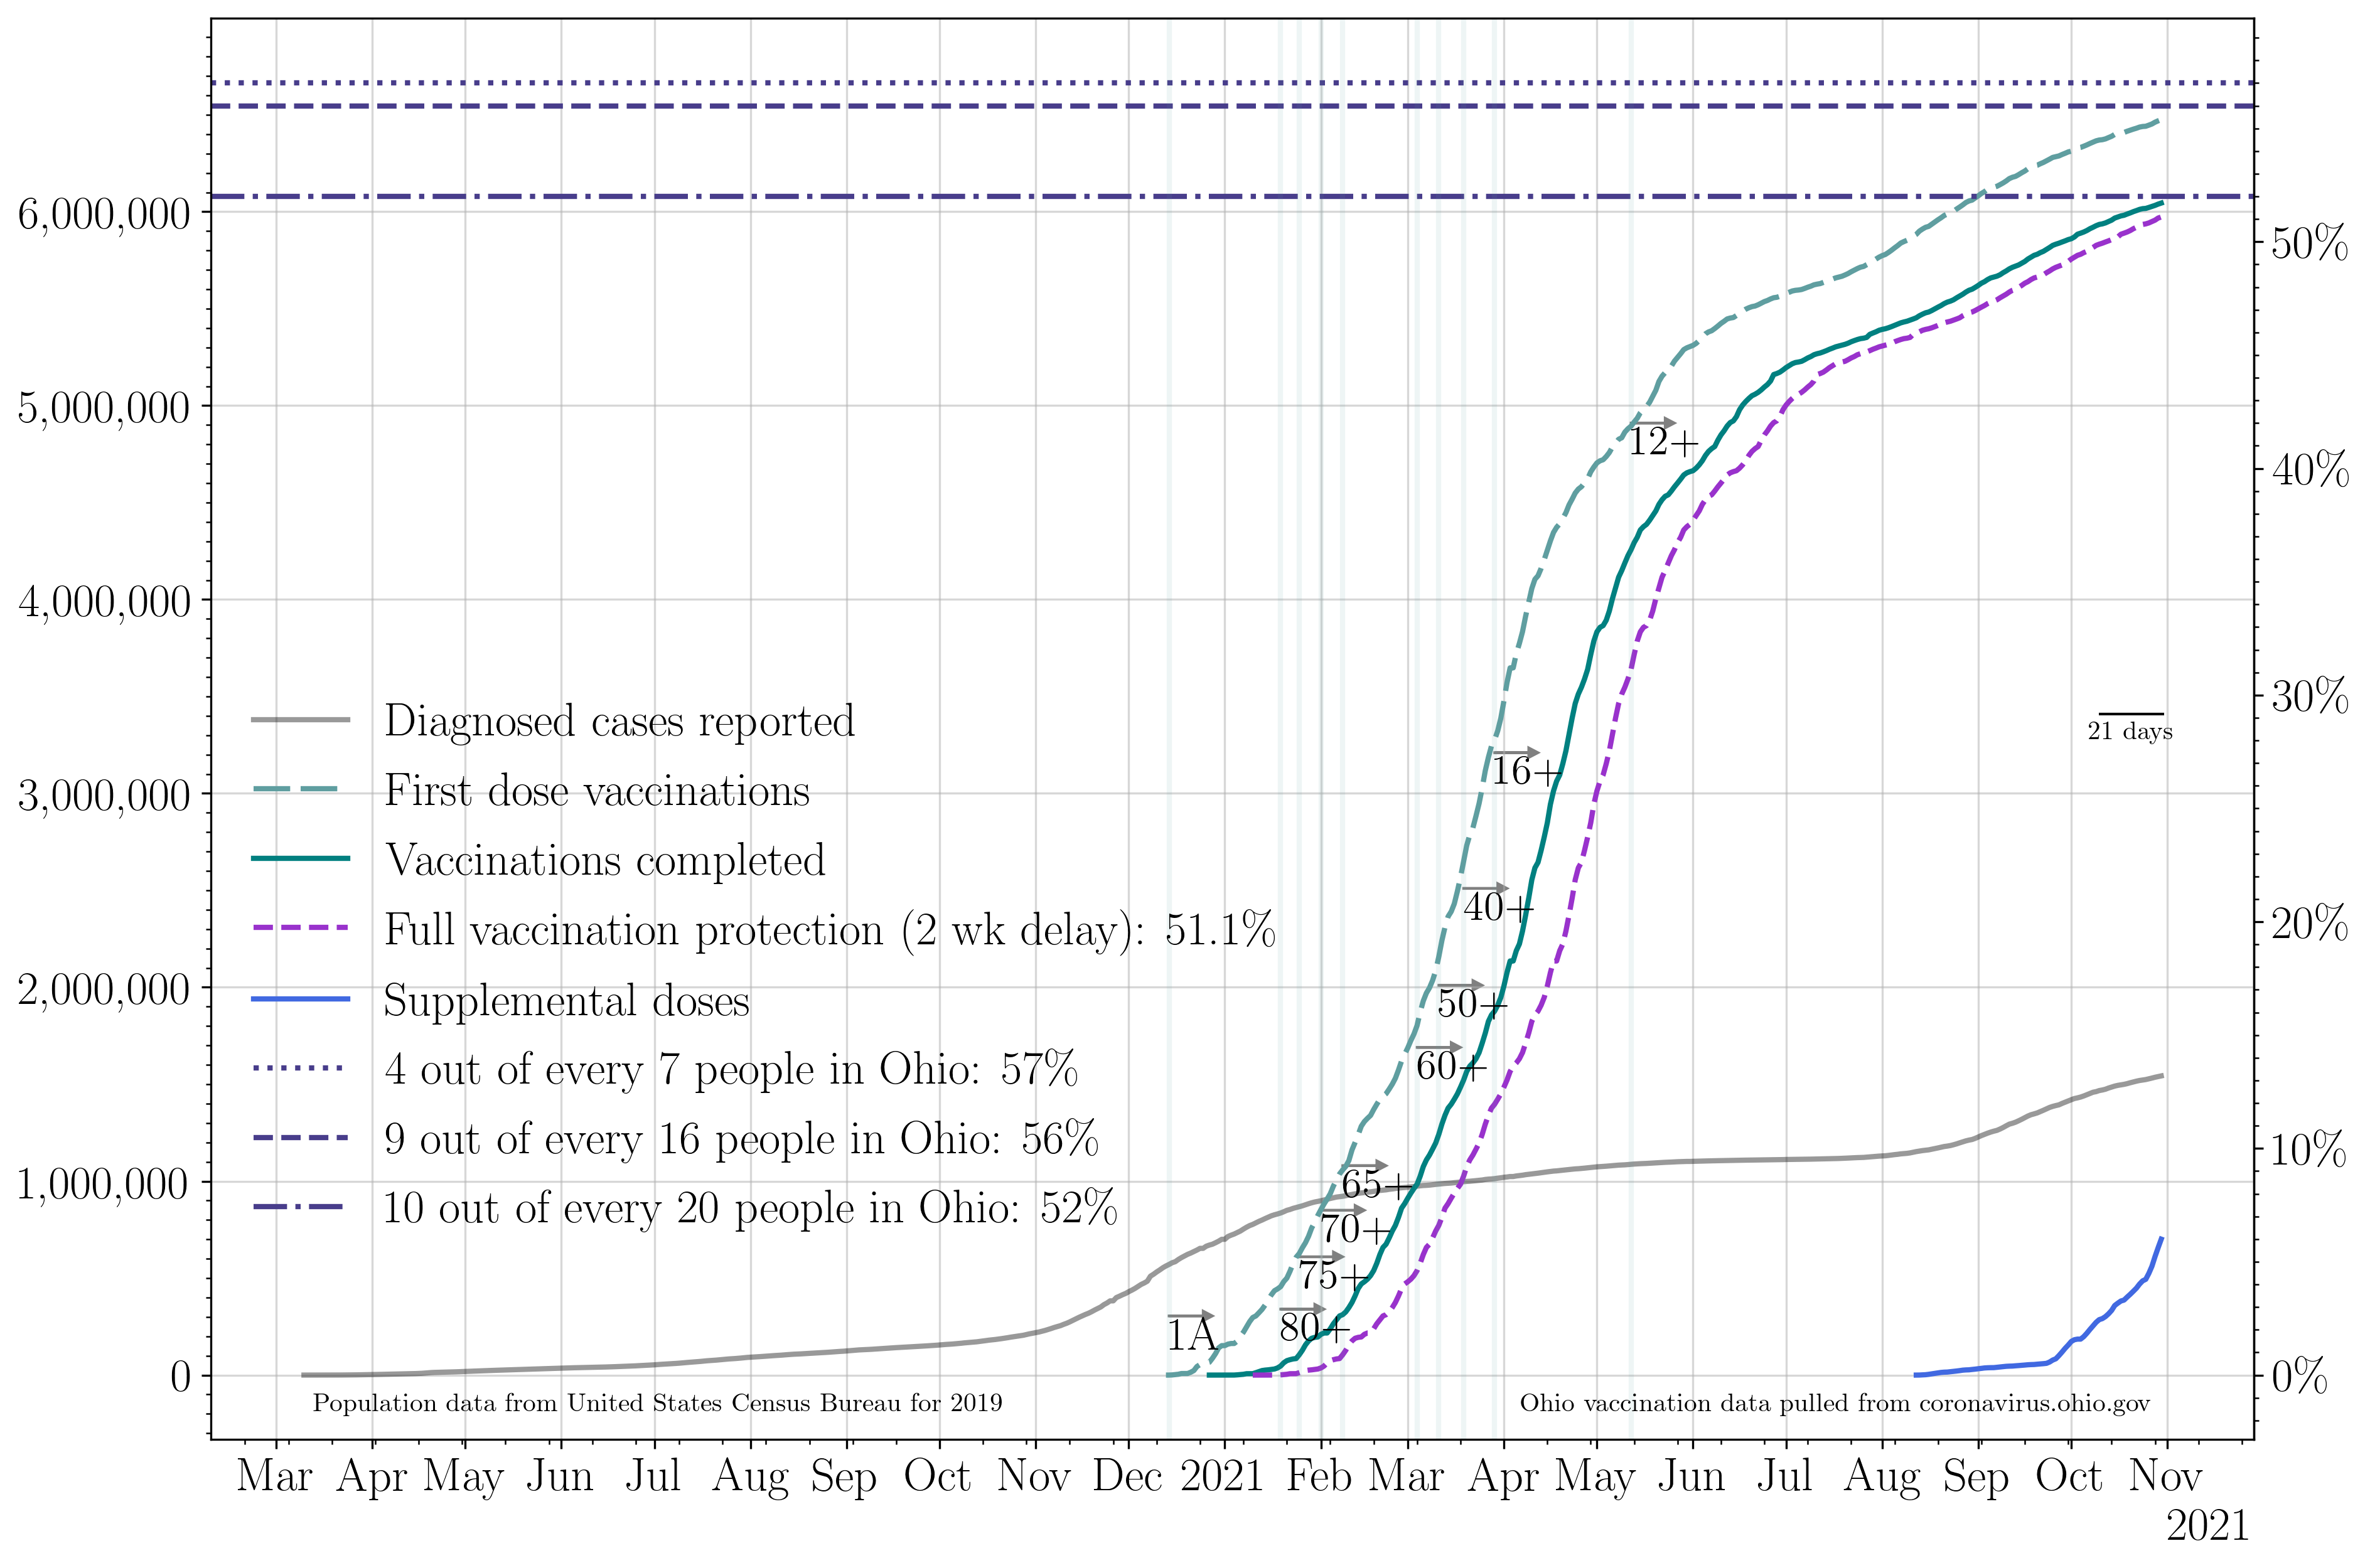 6,000,000
5,000,000
4,000,000
3,000,000
2,000,000
1,000,000
0
50%
40%
30%
20%
10%
0%
Diagnosed cases reported
First dose vaccinations
Vaccinations completed
Full vaccination protection (2 wk delay): 51.1%
Supplemental doses
4 out of every 7 people in Ohio: 57%
9 out of every 16 people in Ohio: 56%
10 out of every 20 people in Ohio: 52%
12+
16+
40+
50+
60+
65+
70+
75+
80+
1A
21 days
Population data from United States Census Bureau for 2019
Ohio vaccination data pulled from coronavirus.ohio.gov
Mar Apr May Jun Jul Aug Sep Oct Nov Dec 2021 Feb Mar Apr May Jun Jul Aug Sep Oct Nov
2021